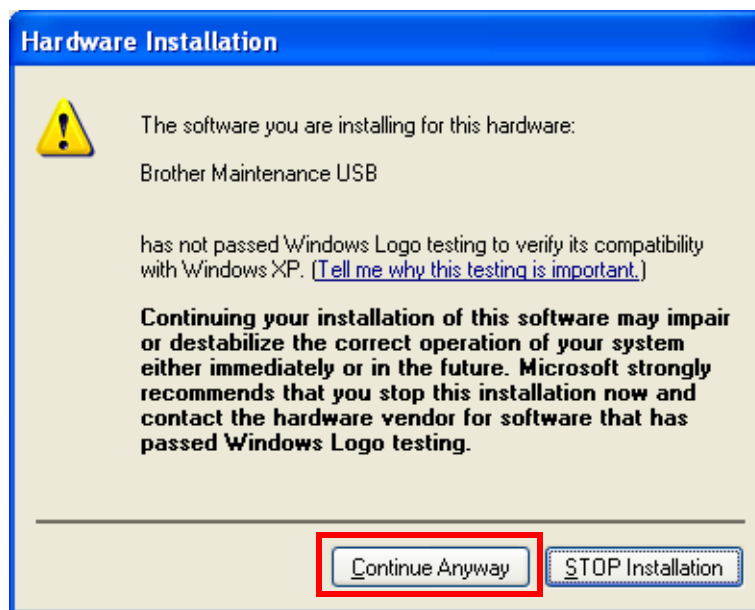 Hardware Installation
The software you are installing for this hardware:
Brother Maintenance USB
has not passed Windows Logo testing to verify its compatibility
with Windows XP. (Tell me why this testing is important.)
Continuing your installation of this software may impair
or destabilize the correct operation of your system
either immediately or in the future. Microsoft strongly
recommends that you stop this installation now and
contact the hardware vendor for software that has
passed Windows Logo testing.
Continue Anyway
STOP Installation